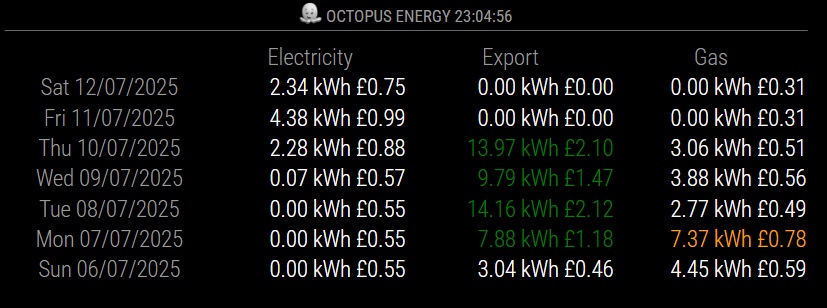 OCTOPUS ENERGY 23:04:56
Electricity Export Gas
Sat 12/07/2025 2.34 kWh £0.75 0.00 kWh £0.00 0.00 kWh £0.31
Fri 11/07/2025 4.38 kWh £0.99 0.00 kWh £0.00 0.00 kWh £0.31
Thu 10/07/2025 2.28 kWh £0.88 13.97 kWh £2.10 3.06 kWh £0.51
Wed 09/07/2025 0.07 kWh £0.57 9.79 kWh £1.47 3.88 kWh £0.56
Tue 08/07/2025 0.00 kWh £0.55 14.16 kWh £2.12 2.77 kWh £0.49
Mon 07/07/2025 0.00 kWh £0.55 7.88 kWh £1.18 7.37 kWh £0.78
Sun 06/07/2025 0.00 kWh £0.55 3.04 kWh £0.46 4.45 kWh £0.59